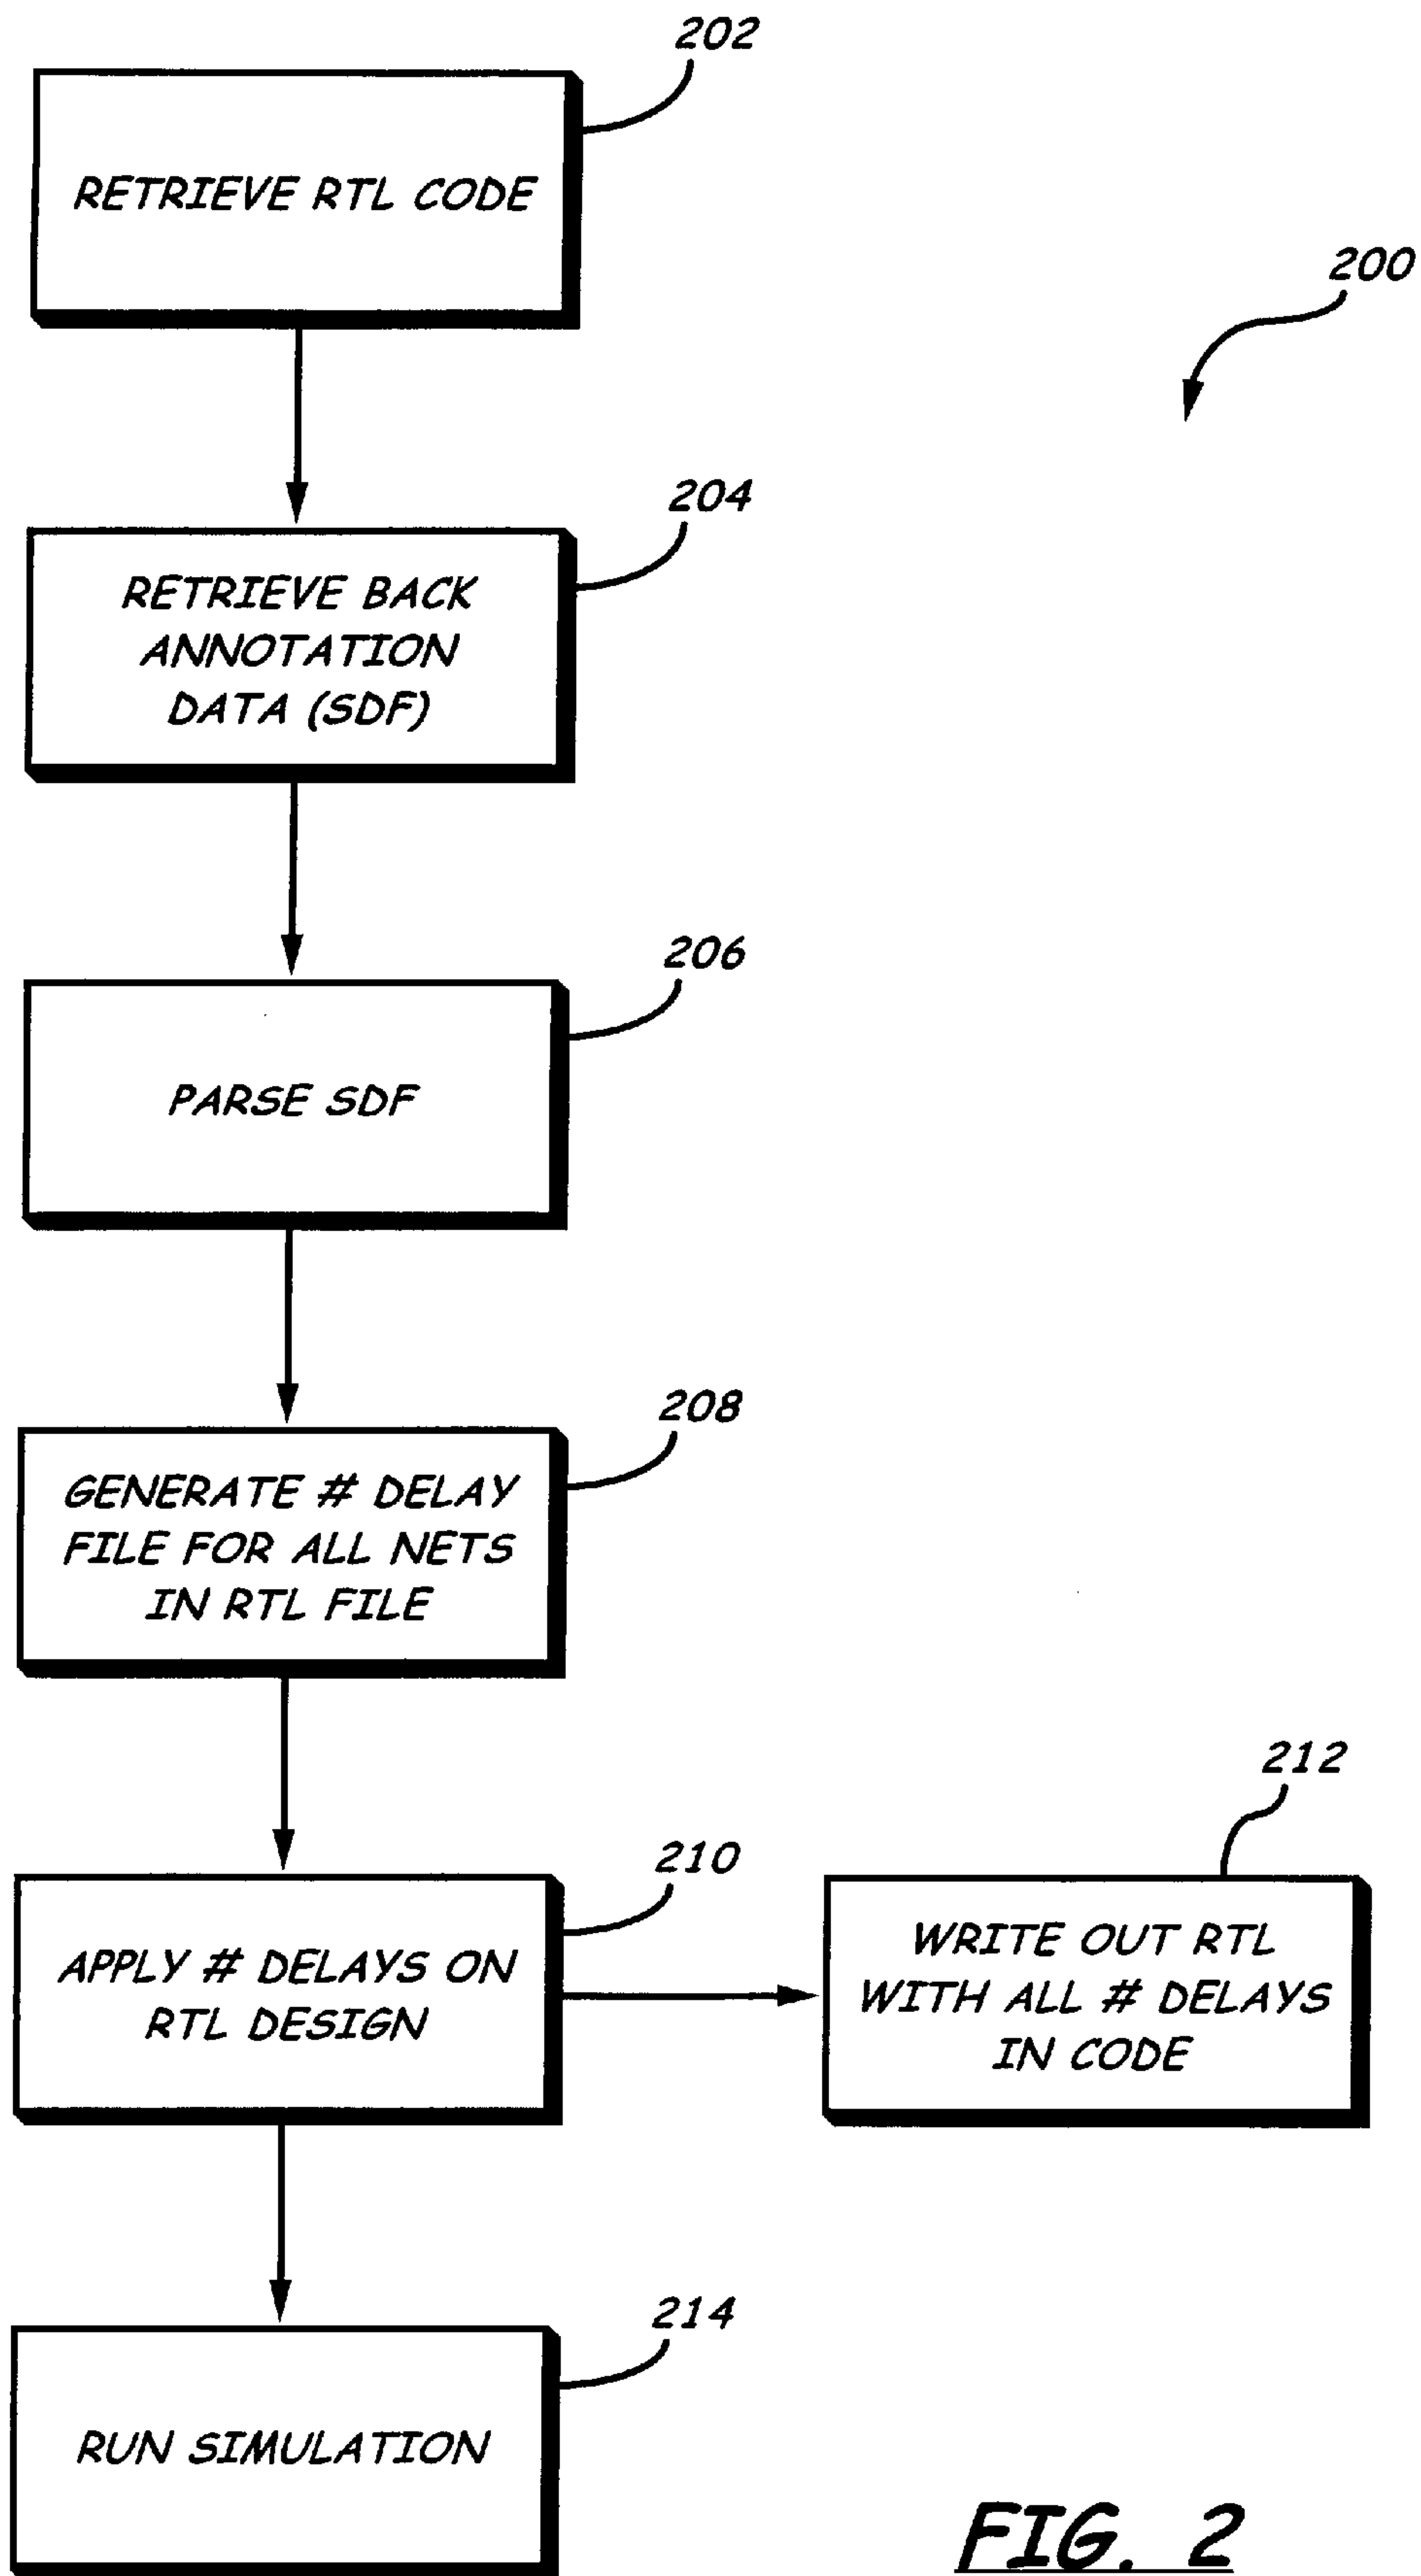 202
RETRIEVE RTL CODE
200
204
RETRIEVE BACK
ANNOTATION
DATA (SDF)
206
PARSE SDF
208
GENERATE # DELAY
FILE FOR ALL NETS
IN RTL FILE
210
APPLY # DELAYS ON
RTL DESIGN
212
WRITE OUT RTL
WITH ALL # DELAYS
IN CODE
214
RUN SIMULATION
FIG. 2